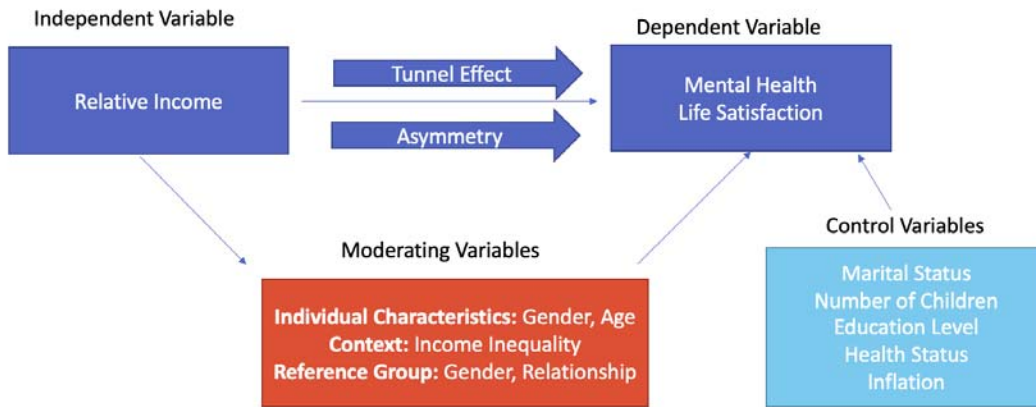 Independent Variable
Relative Income
Tunnel Effect
Asymmetry
Dependent Variable
Mental Health
Life Satisfaction
Moderating Variables
Individual Characteristics: Gender, Age
Context: Income Inequality
Reference Group: Gender, Relationship
Control Variables
Marital Status
Number of Children
Education Level
Health Status
Inflation